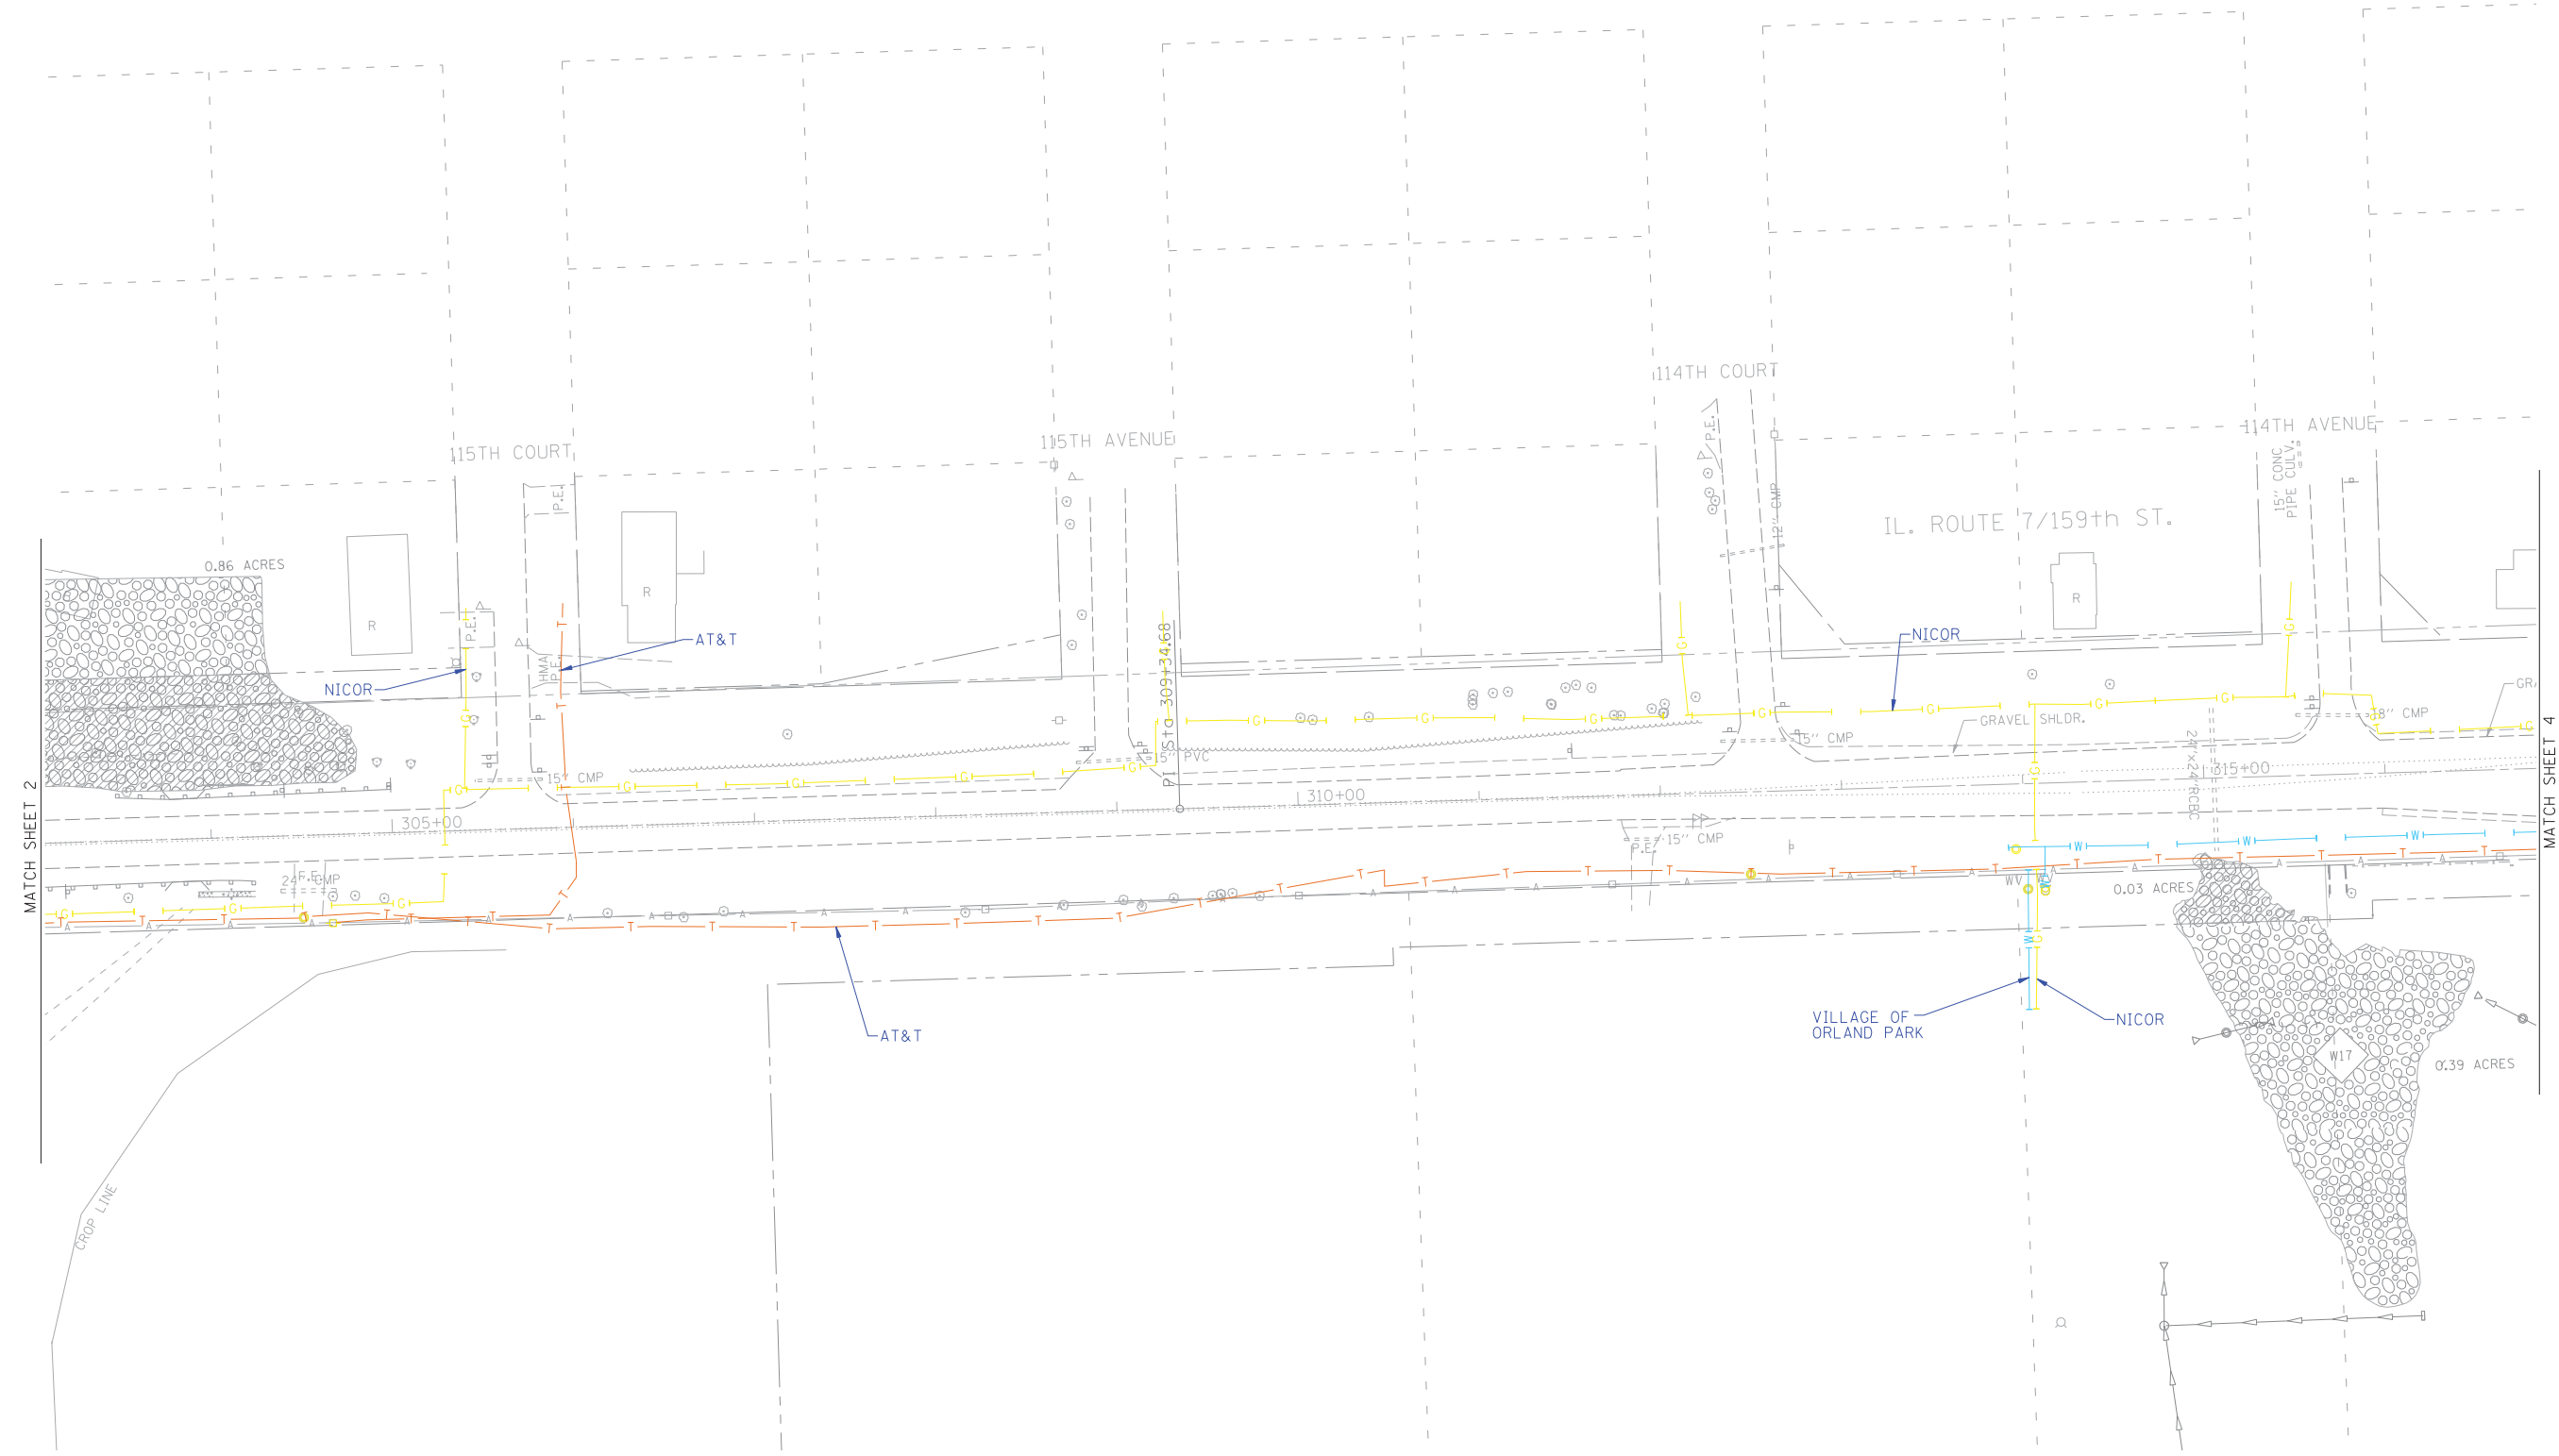 114TH COURT
115TH COURT
115TH AVENUE
114TH AVENUE
P.E.
P.E.
12" CMP
15" CONC
PIPE CULV.
IL. ROUTE 7/159th ST.
0.86 ACRES
R
R
R
P.E.
HMA
P.E.
AT&T
NICOR
NICOR
PI Sta 309+34.68
GRAVEL SHLDR.
18" CMP
15" CMP
15" PVC
15" CMP
24"x24"RCBC
315+00
310+00
305+00
MATCH SHEET 2
MATCH SHEET 4
15" CMP
P.E.
F.E.
24" CMP
WV
0.03 ACRES
VILLAGE OF
ORLAND PARK
NICOR
AT&T
W17
0.39 ACRES
CROP LINE
G
T
A
W